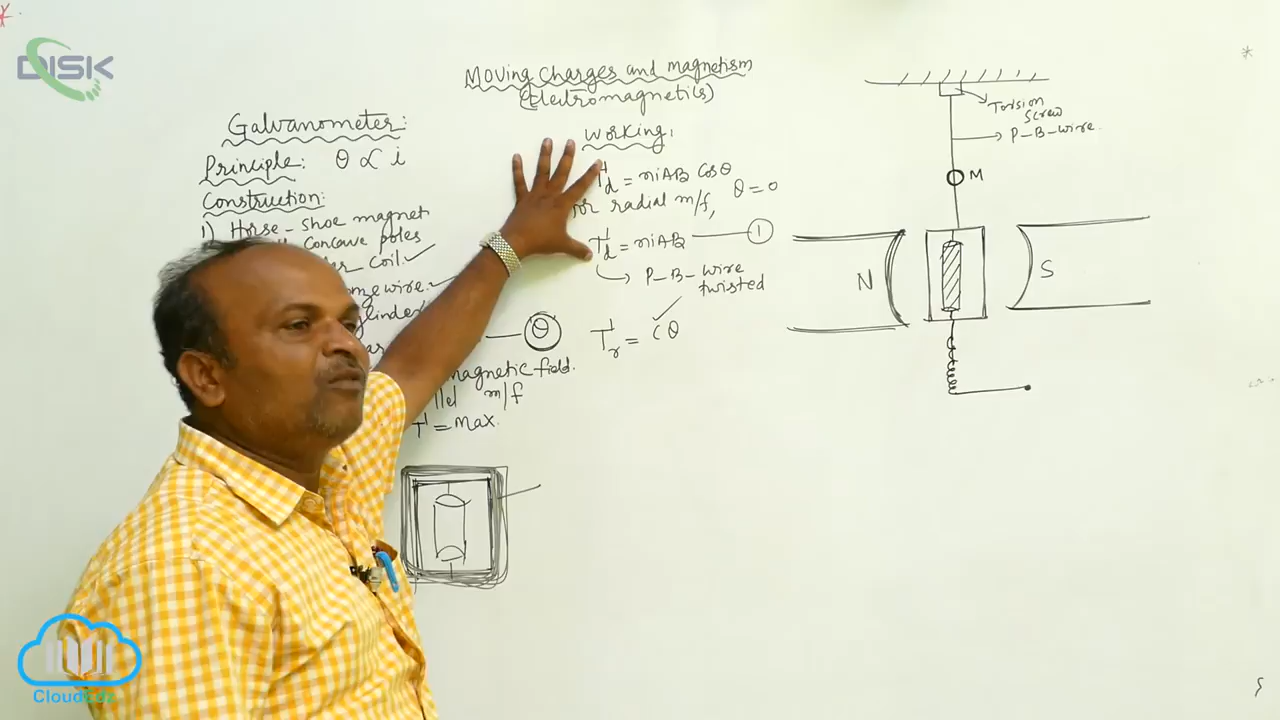 DISK
Moving Charges and magnetism
(Electromagnetics)
Galvanometer:
Principle: θ ∝ i
Construction:
1) Horse-shoe magnet
Concave poles
coil. ✓
wire. ✓
θ
magnetic field.
m/f
= Max.
Working:
τd = niAB Cosθ
for radial m/f, θ = 0
τd = niAB 1
P-B-wire
twisted
τr = Cθ
Torsion
Screw
P-B-wire.
M
N
S
CloudEdz